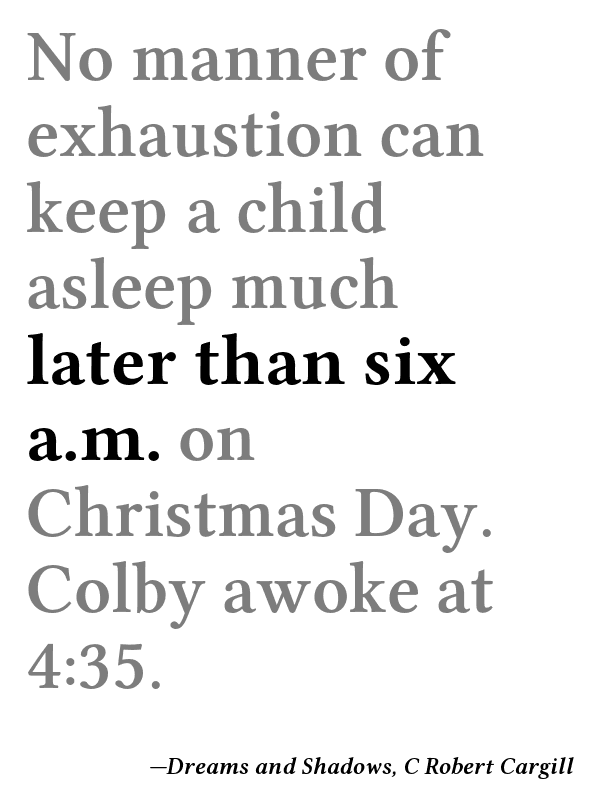 No manner of
exhaustion can
keep a child
asleep much
later than six
a.m. on
Christmas Day.
Colby awoke at
4:35.
—Dreams and Shadows, C Robert Cargill